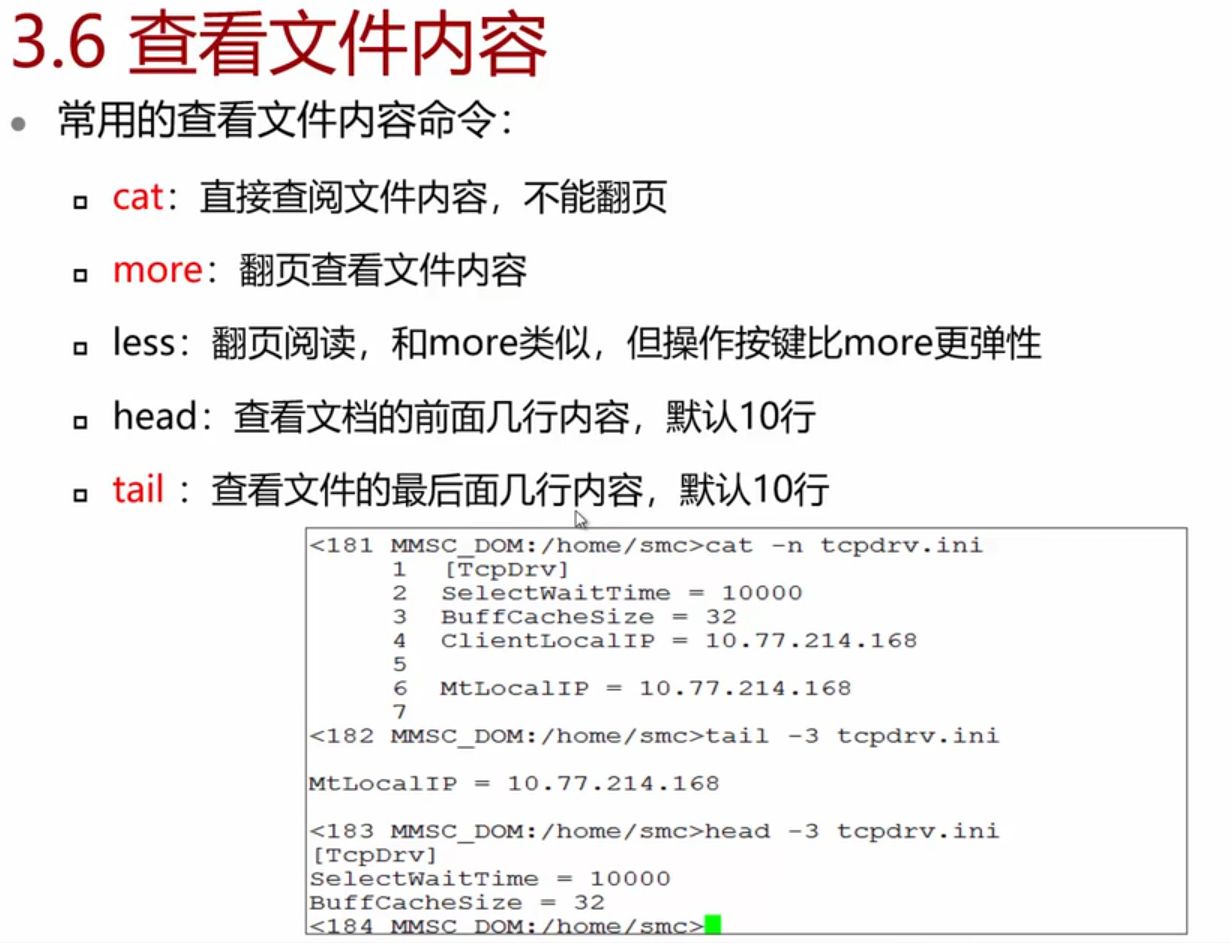 3.6 查看文件内容
常用的查看文件内容命令：
cat：直接查阅文件内容，不能翻页
more：翻页查看文件内容
less：翻页阅读，和more类似，但操作按键比more更弹性
head：查看文档的前面几行内容，默认10行
tail ：查看文件的最后面几行内容，默认10行
<181 MMSC_DOM:/home/smc>cat -n tcpdrv.ini
1 [TcpDrv]
2 SelectWaitTime = 10000
3 BuffCacheSize = 32
4 ClientLocalIP = 10.77.214.168
5
6 MtLocalIP = 10.77.214.168
7
<182 MMSC_DOM:/home/smc>tail -3 tcpdrv.ini
MtLocalIP = 10.77.214.168
<183 MMSC_DOM:/home/smc>head -3 tcpdrv.ini
[TcpDrv]
SelectWaitTime = 10000
BuffCacheSize = 32
<184 MMSC_DOM:/home/smc>